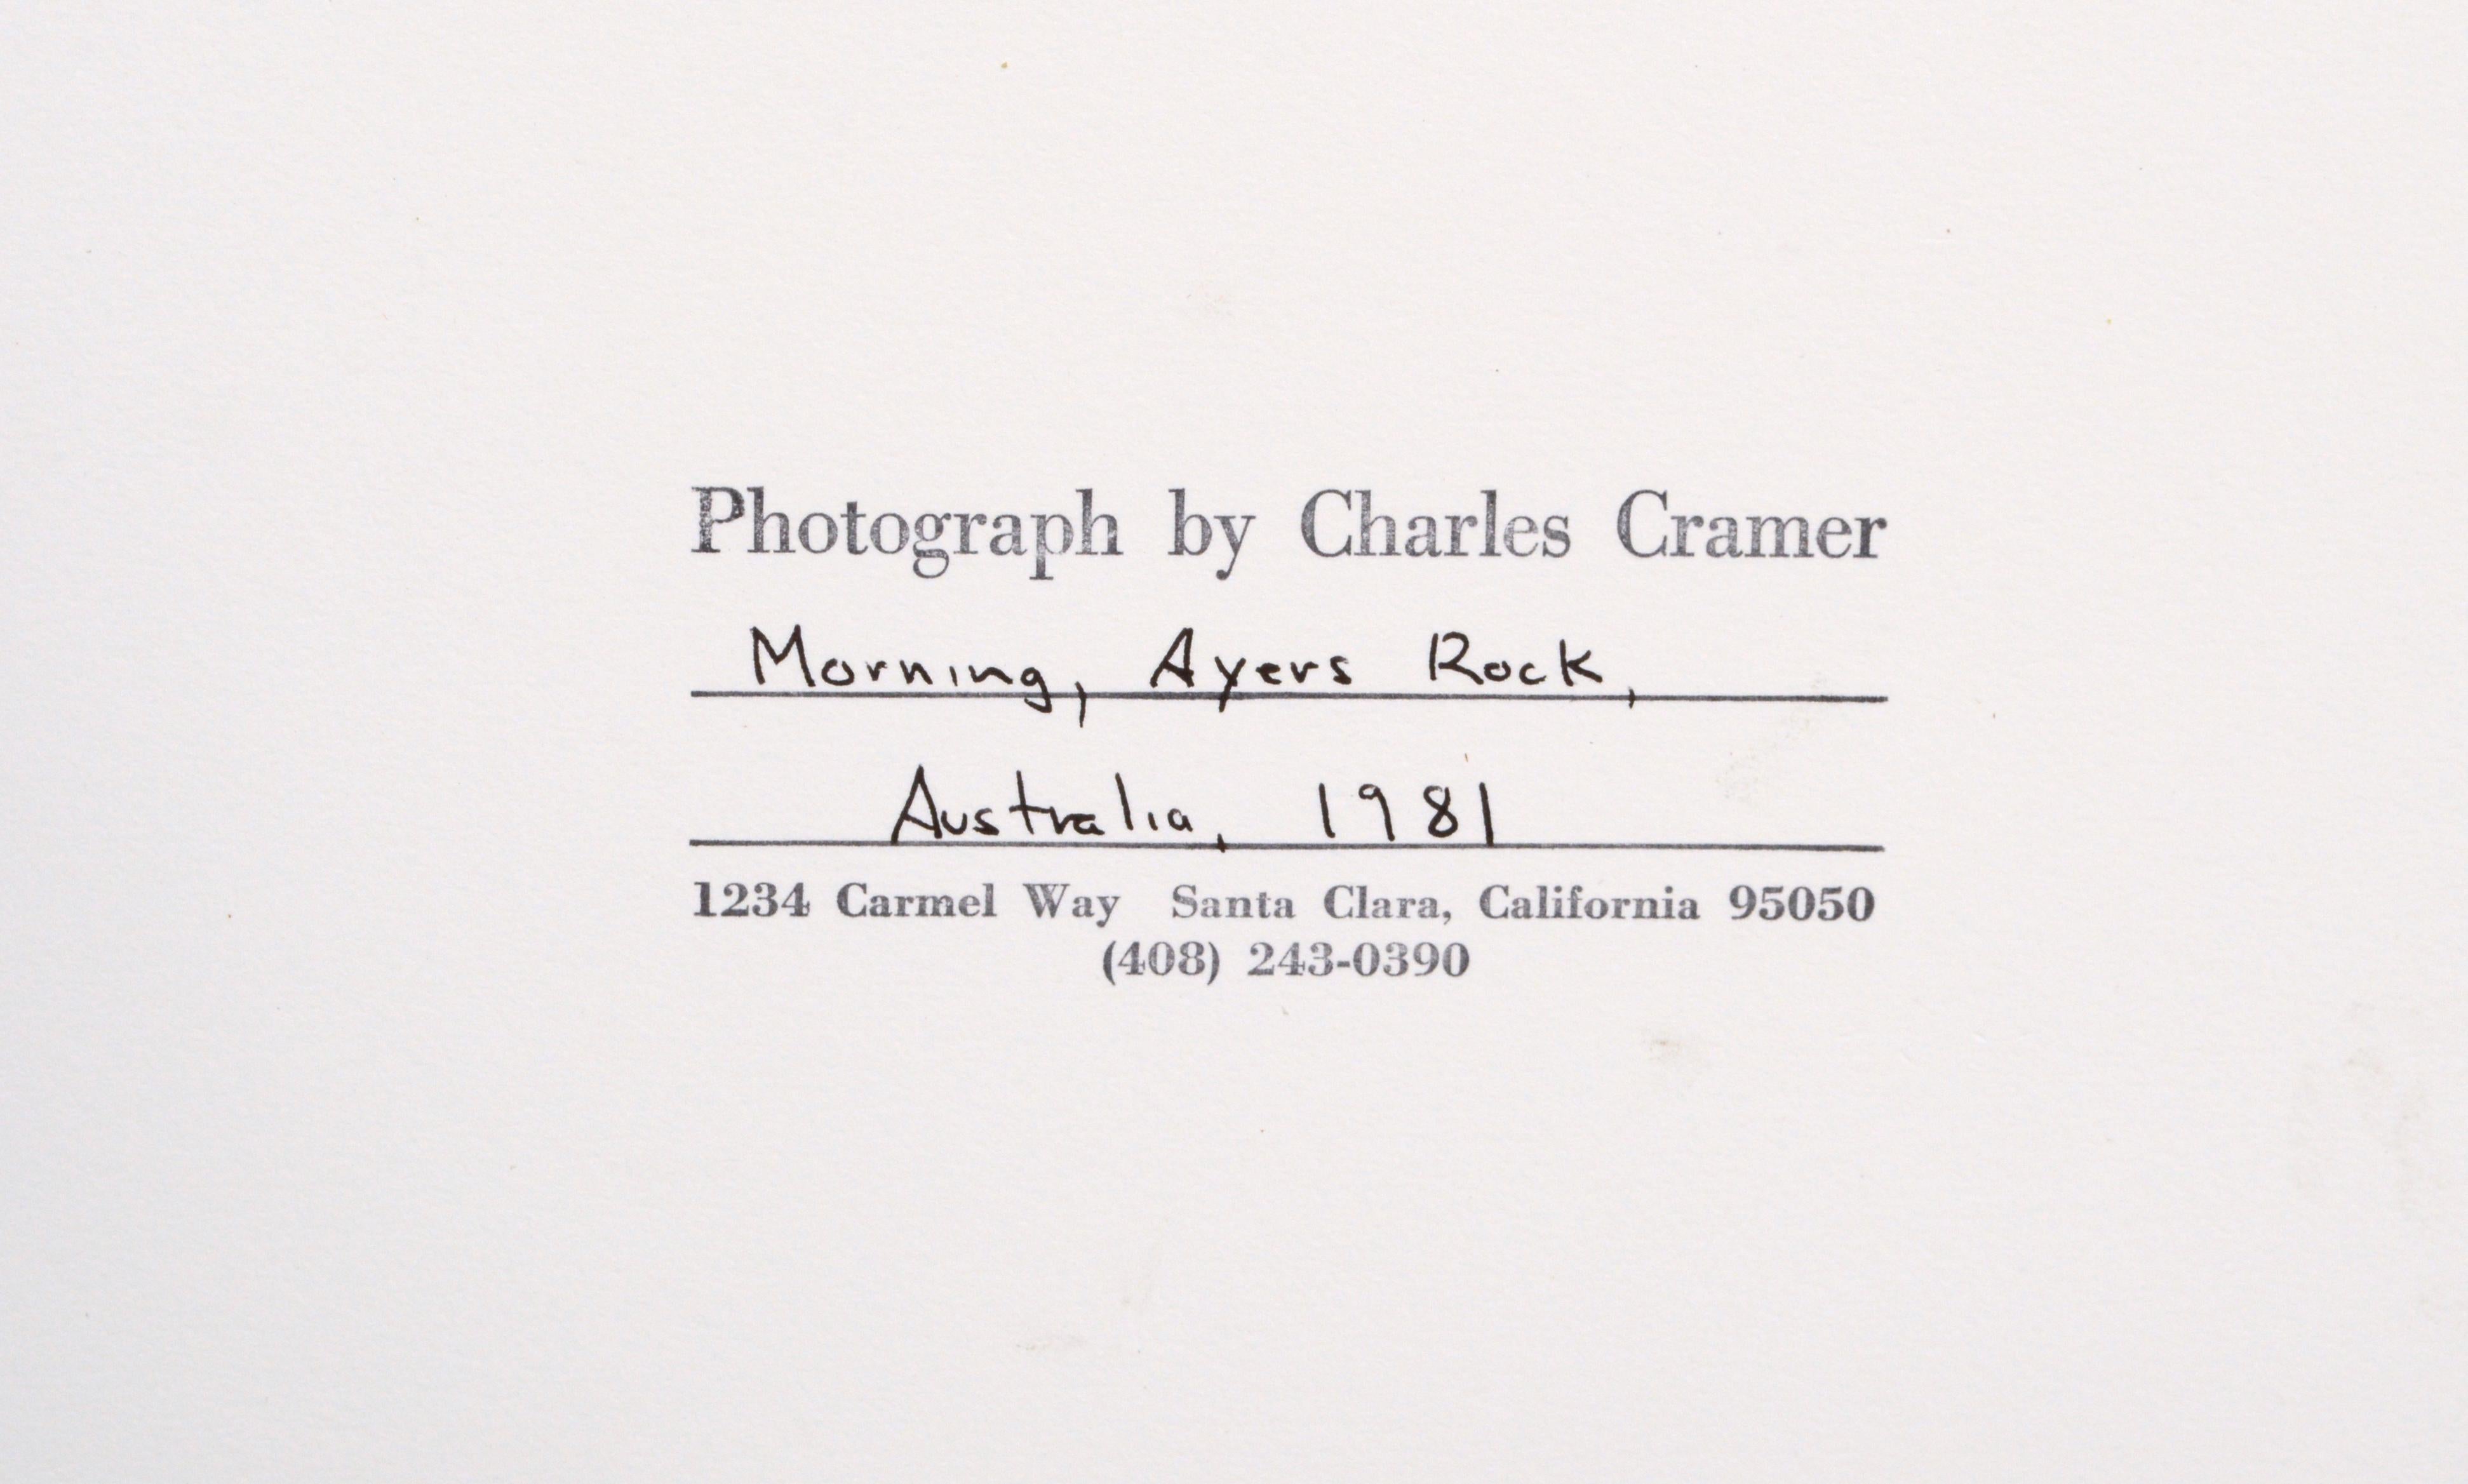 Photograph by Charles Cramer
Morning, Ayers Rock,
Australia, 1981
1234 Carmel Way Santa Clara, California 95050
(408) 243-0390